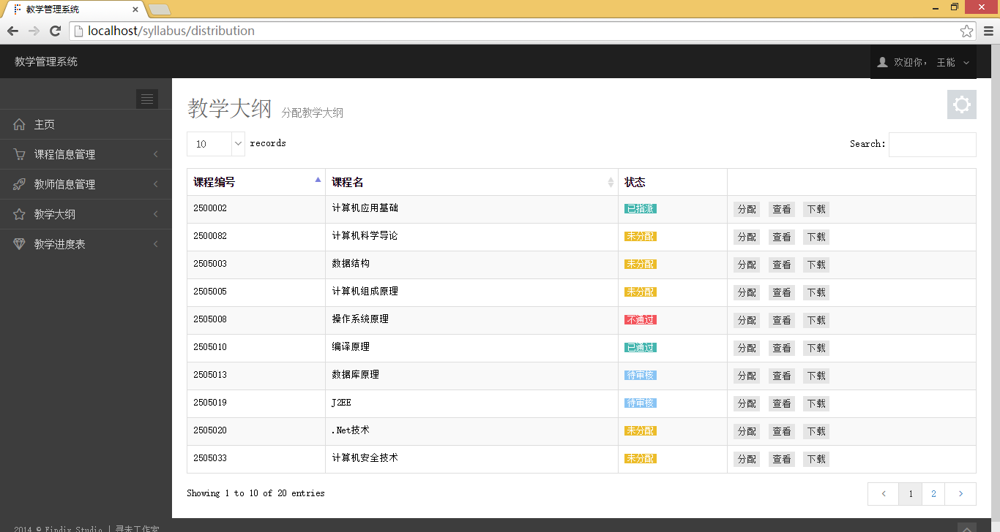 教学管理系统
localhost/syllabus/distribution
教学管理系统
欢迎你， 王能
主页
课程信息管理
教师信息管理
教学大纲
教学进度表
教学大纲 分配教学大纲
10 records
Search:
课程编号 课程名 状态
2500002 计算机应用基础 已指派 分配 查看 下载
2500082 计算机科学导论 未分配 分配 查看 下载
2505003 数据结构 未分配 分配 查看 下载
2505005 计算机组成原理 未分配 分配 查看 下载
2505008 操作系统原理 不通过 分配 查看 下载
2505010 编译原理 已通过 分配 查看 下载
2505013 数据库原理 待审核 分配 查看 下载
2505019 J2EE 待审核 分配 查看 下载
2505020 .Net技术 未分配 分配 查看 下载
2505033 计算机安全技术 未分配 分配 查看 下载
Showing 1 to 10 of 20 entries
1 2
2014 © Findix Studio | 寻未工作室